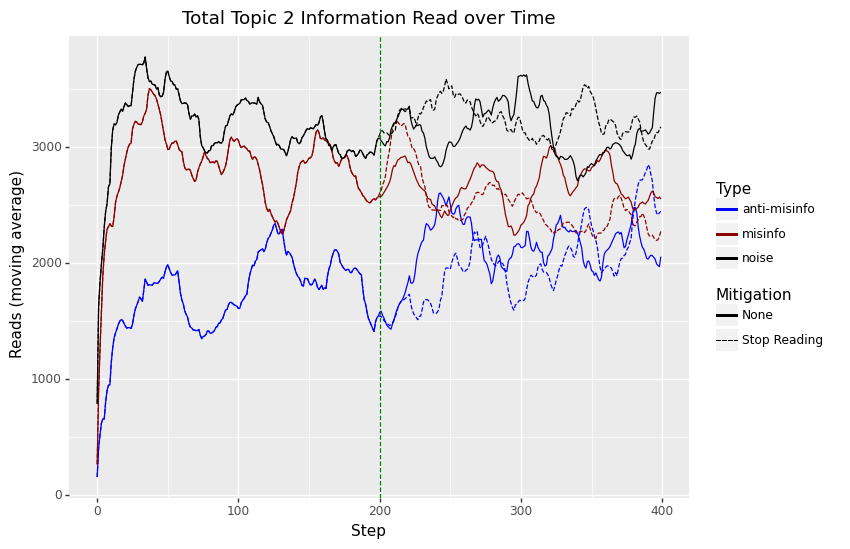 Total Topic 2 Information Read over Time
Reads (moving average)
3000
2000
1000
0
0
100
200
300
400
Step
Type
anti-misinfo
misinfo
noise
Mitigation
None
Stop Reading